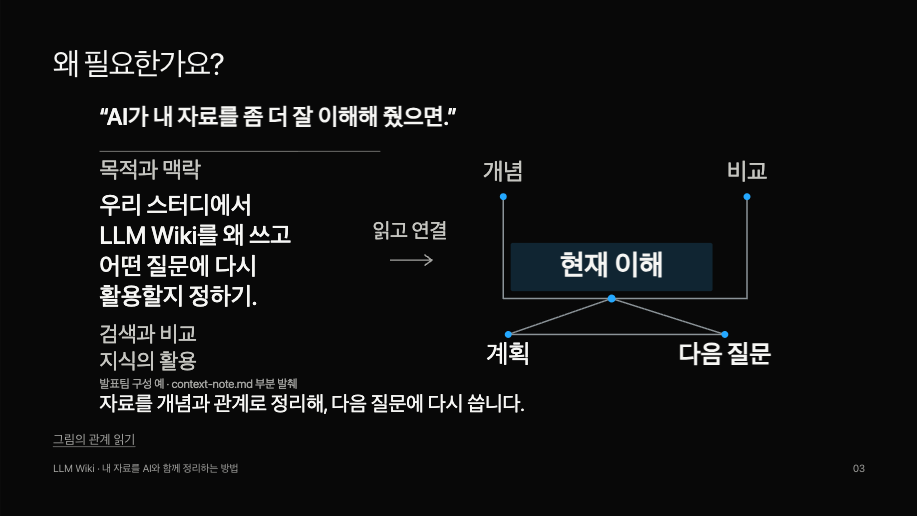 왜 필요한가요?
“AI가 내 자료를 좀 더 잘 이해해 줬으면.”
목적과 맥락
우리 스터디에서
LLM Wiki를 왜 쓰고
어떤 질문에 다시
활용할지 정하기.
검색과 비교
지식의 활용
발표팀 구성 예 · context-note.md 부분 발췌
읽고 연결
개념
비교
현재 이해
계획
다음 질문
자료를 개념과 관계로 정리해, 다음 질문에 다시 씁니다.
그림의 관계 읽기
LLM Wiki · 내 자료를 AI와 함께 정리하는 방법
03